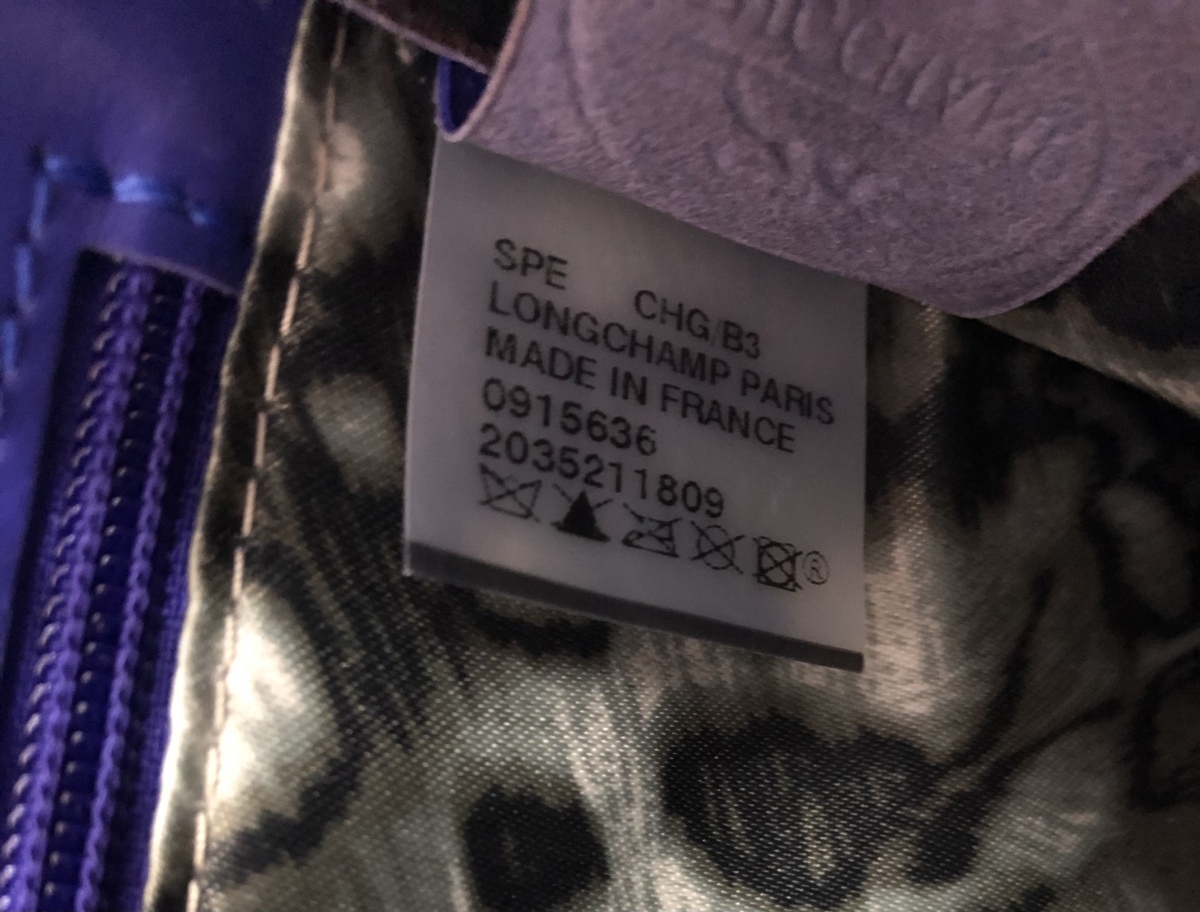 SPE CHG/B3
LONGCHAMP PARIS
MADE IN FRANCE
0915636
2035211809
®